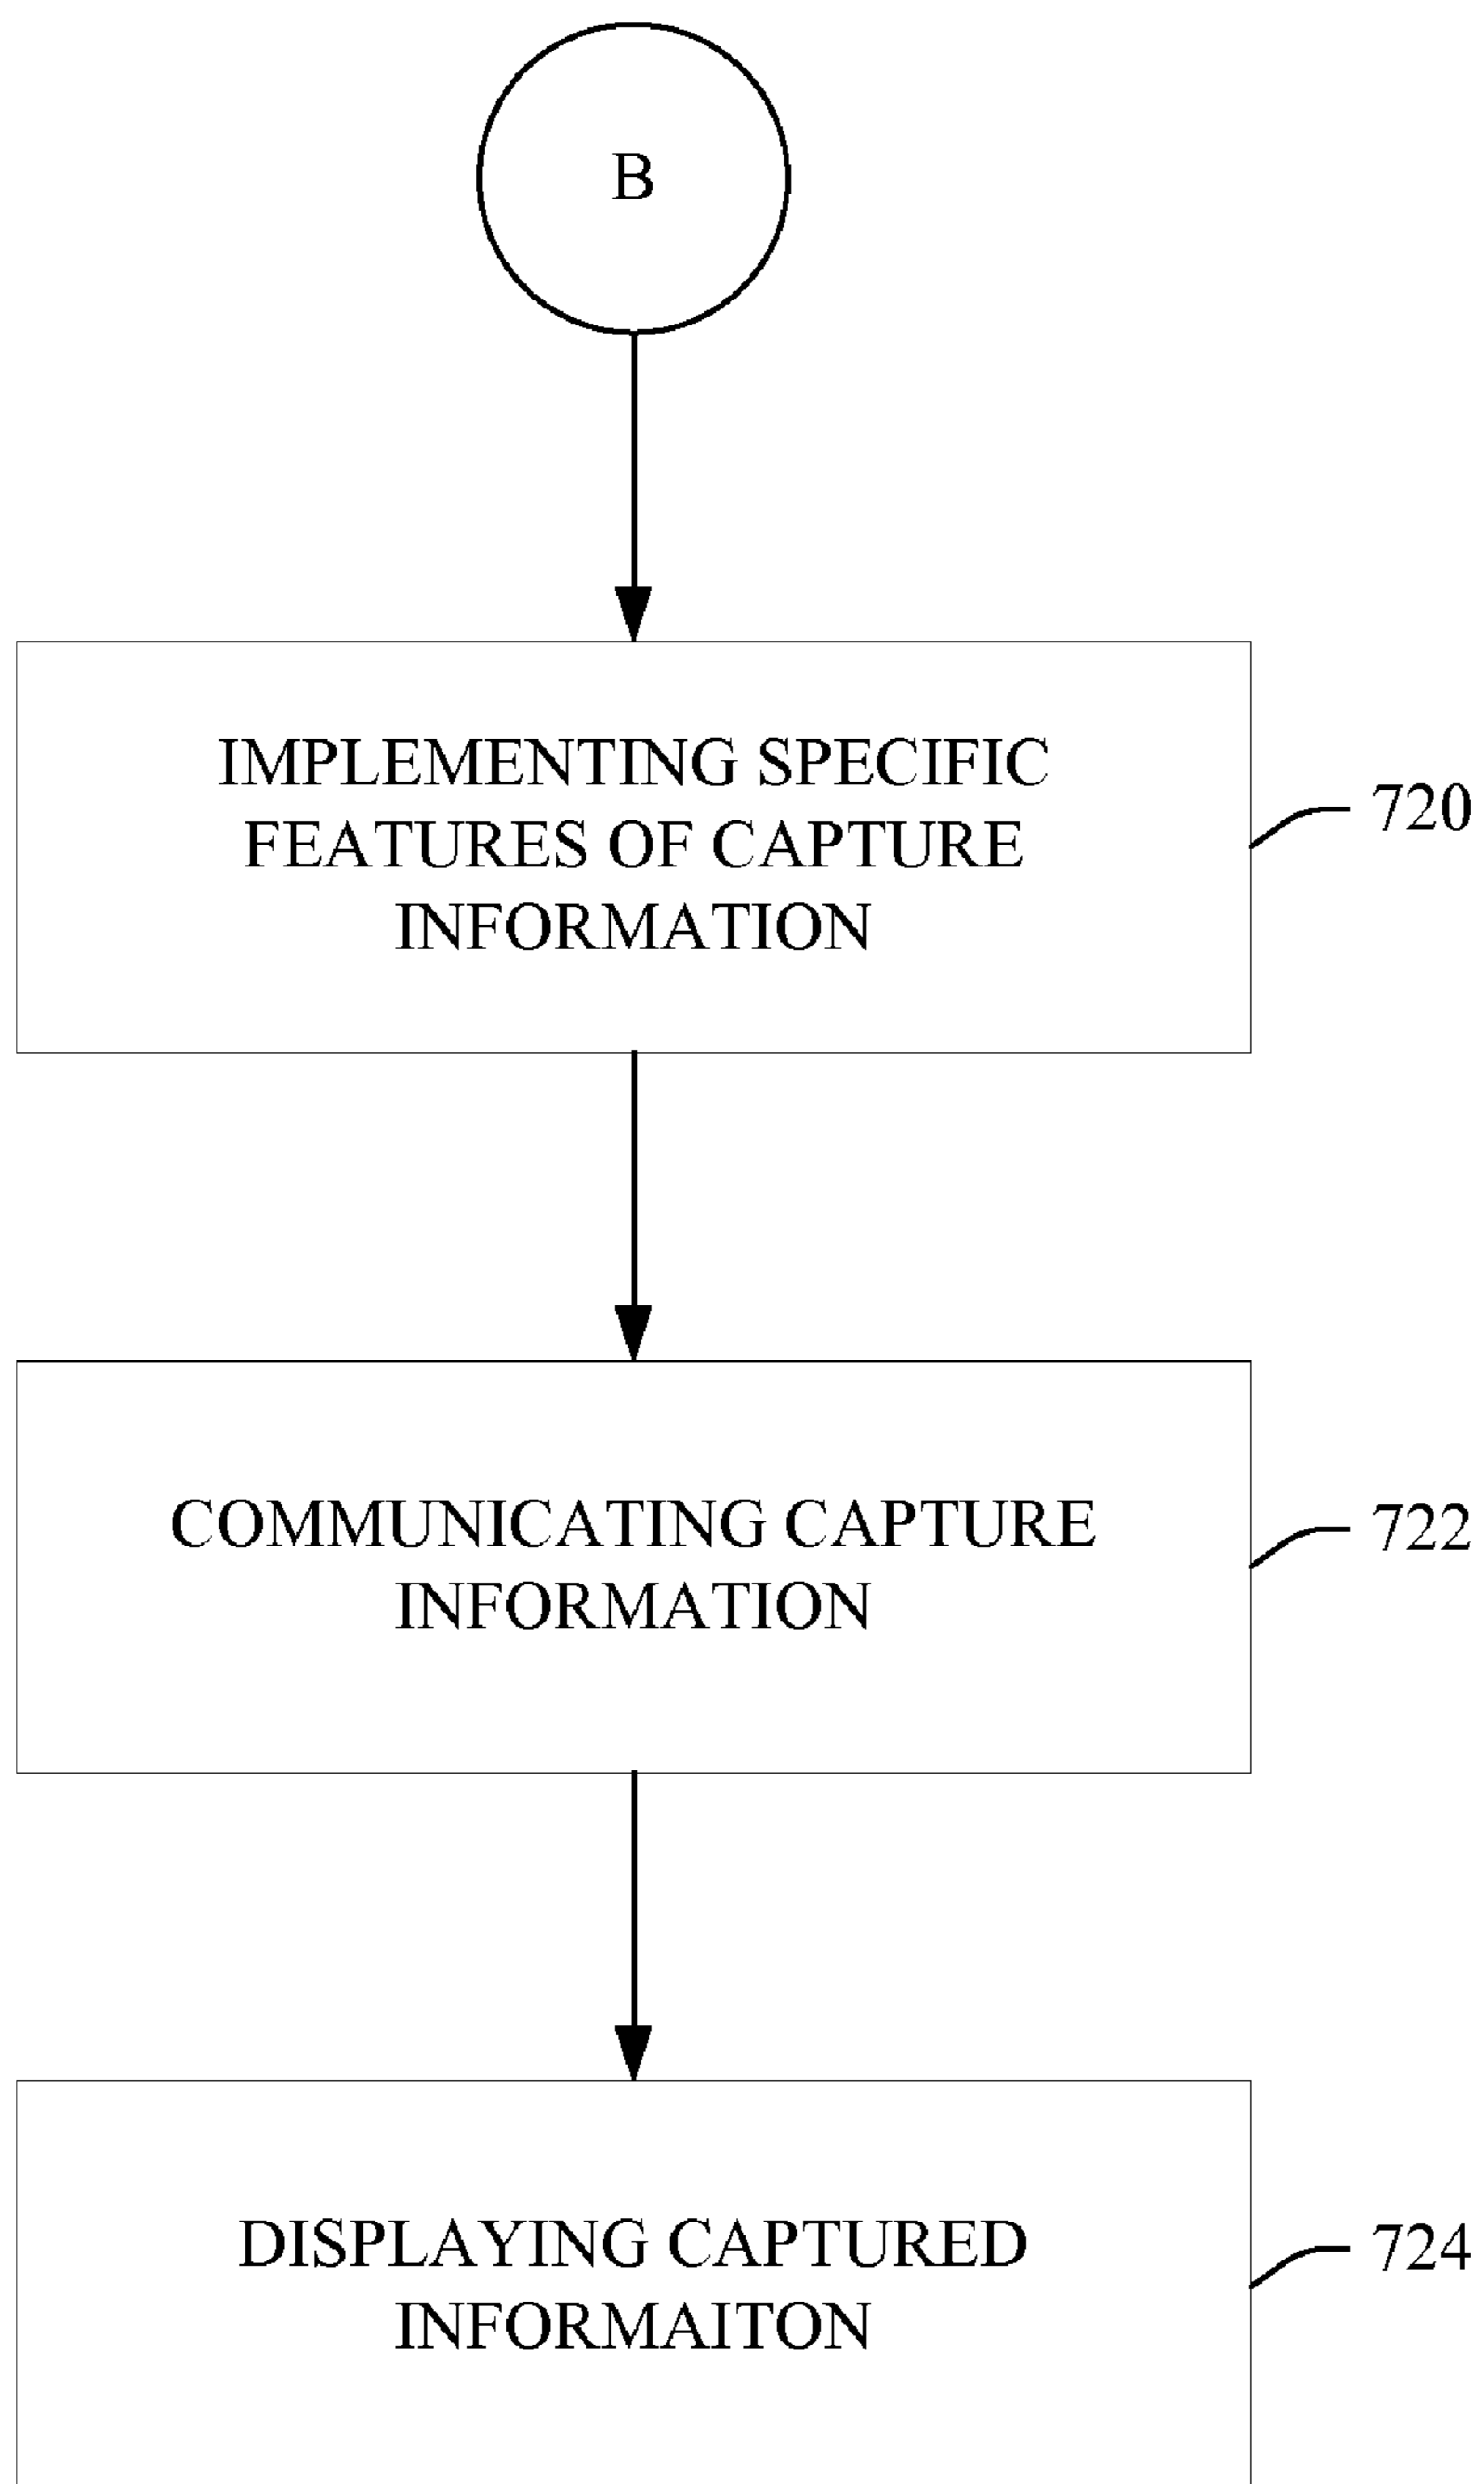 B
IMPLEMENTING SPECIFIC
FEATURES OF CAPTURE
INFORMATION
720
COMMUNICATING CAPTURE
INFORMATION
722
DISPLAYING CAPTURED
INFORMAITON
724